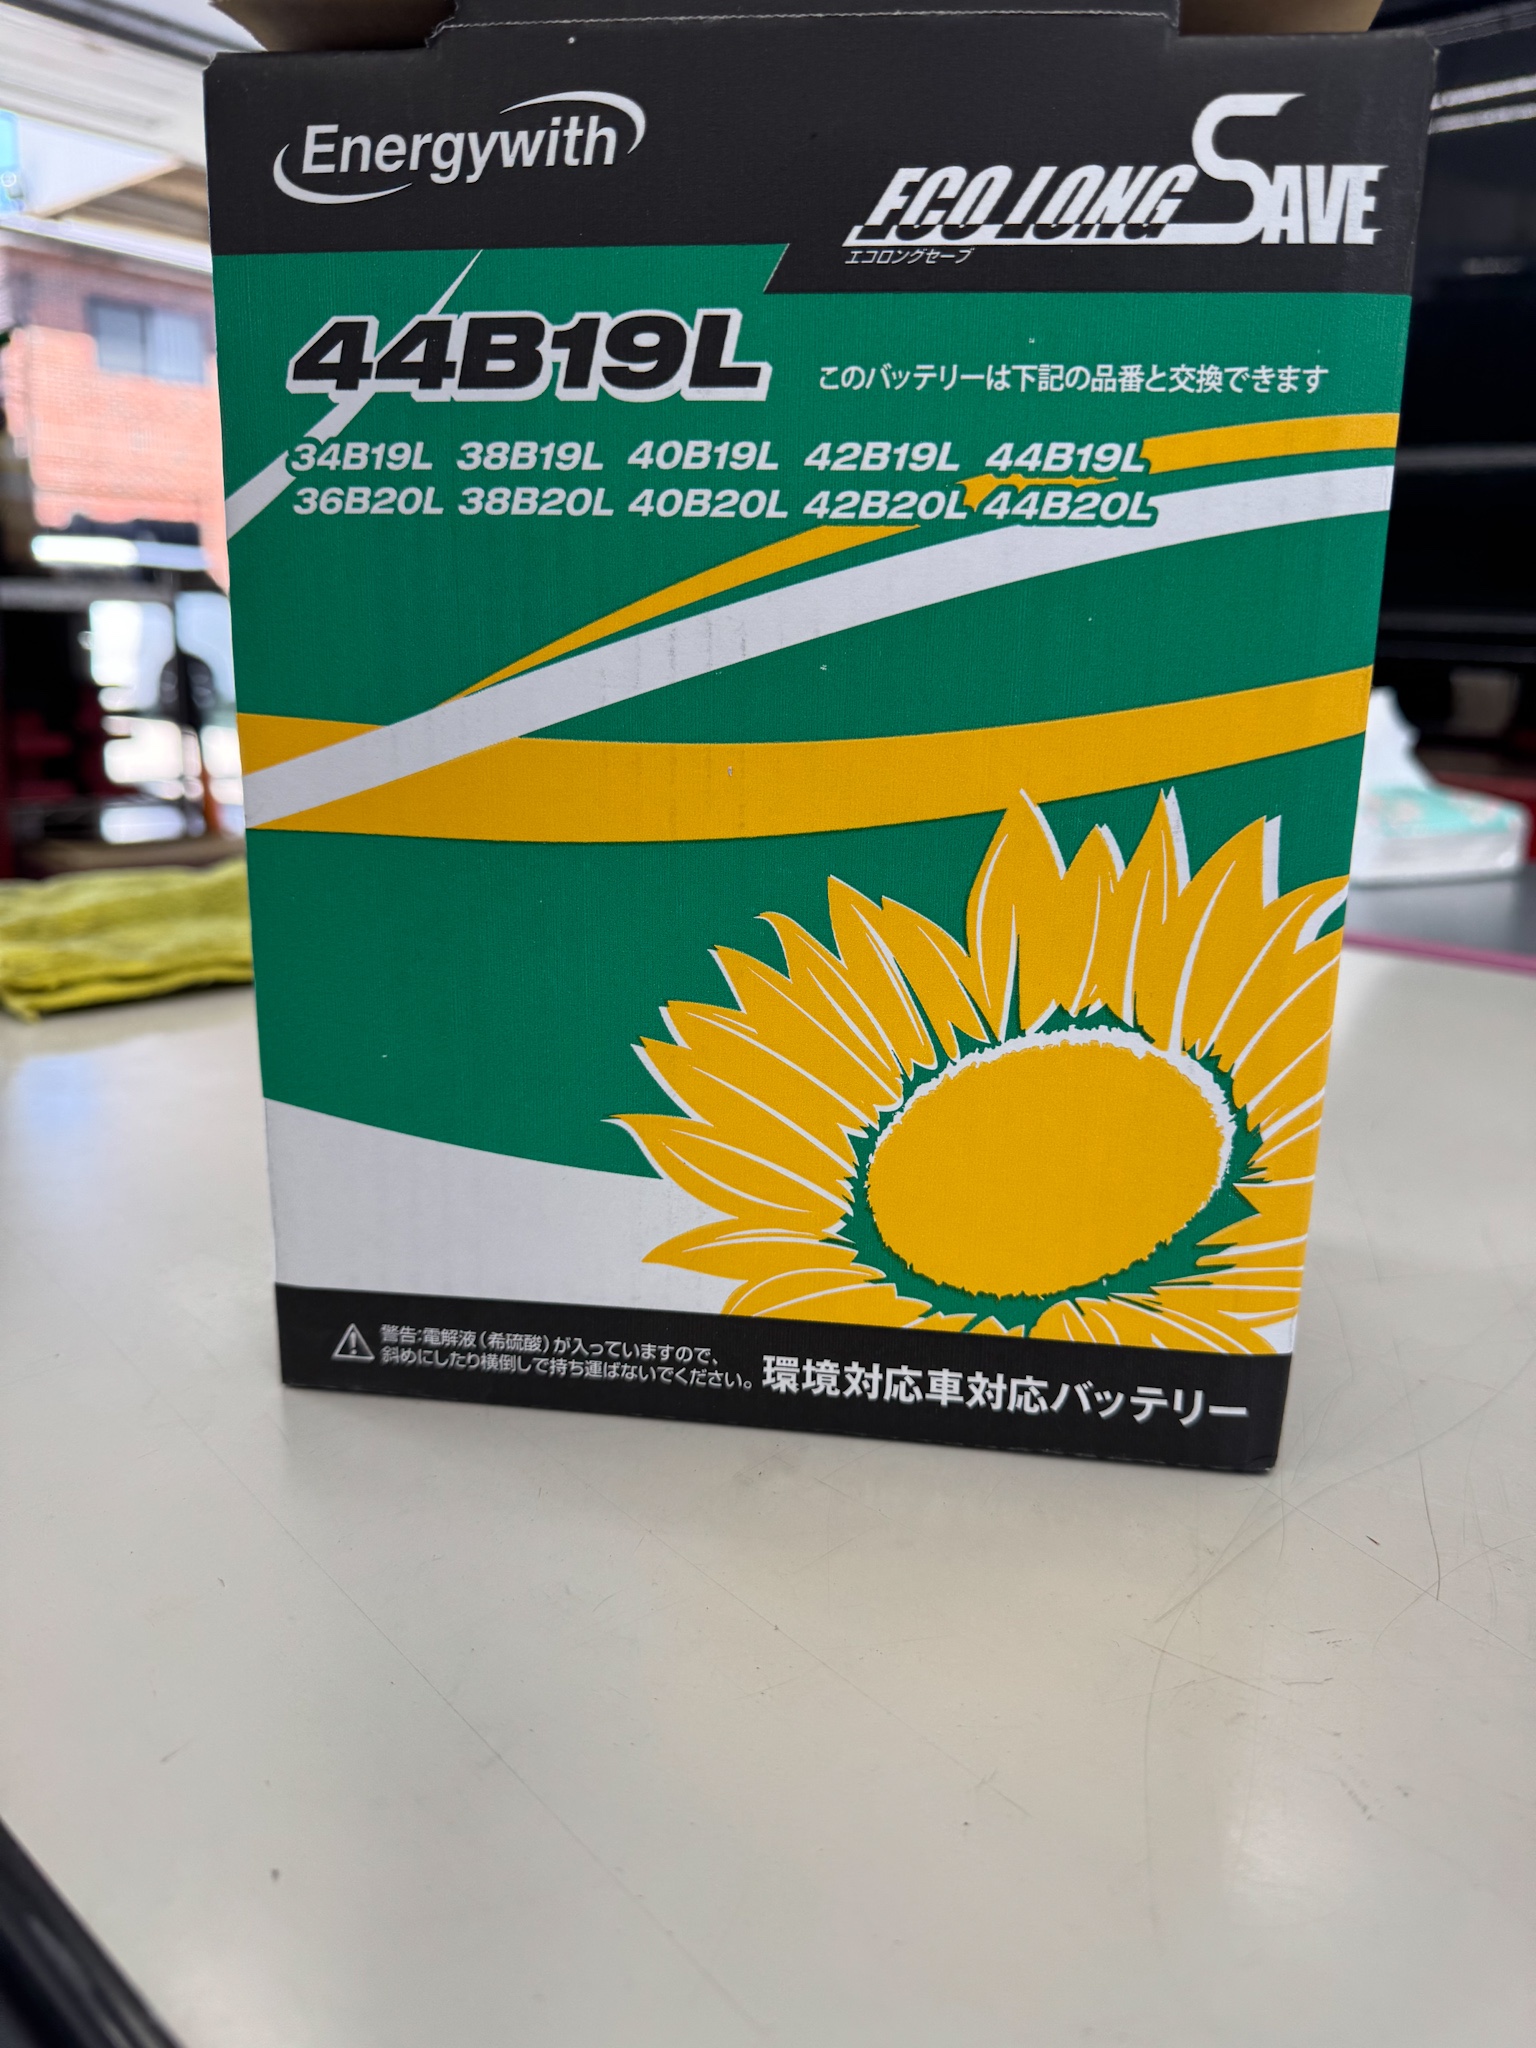 Energywith
ECO LONG SAVE
エコロングセーブ
44B19L
このバッテリーは下記の品番と交換できます
34B19L 38B19L 40B19L 42B19L 44B19L
36B20L 38B20L 40B20L 42B20L 44B20L
警告:電解液(希硫酸)が入っていますので、
斜めにしたり横倒しで持ち運ばないでください。
環境対応車対応バッテリー